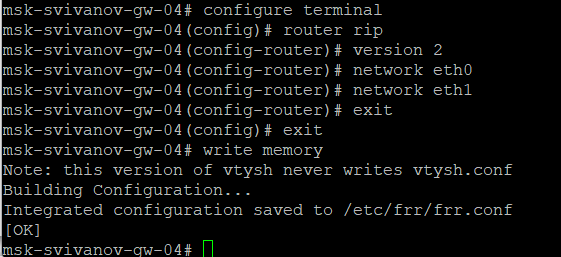 msk-svivanov-gw-04# configure terminal
msk-svivanov-gw-04(config)# router rip
msk-svivanov-gw-04(config-router)# version 2
msk-svivanov-gw-04(config-router)# network eth0
msk-svivanov-gw-04(config-router)# network eth1
msk-svivanov-gw-04(config-router)# exit
msk-svivanov-gw-04(config)# exit
msk-svivanov-gw-04# write memory
Note: this version of vtysh never writes vtysh.conf
Building Configuration...
Integrated configuration saved to /etc/frr/frr.conf
[OK]
msk-svivanov-gw-04#